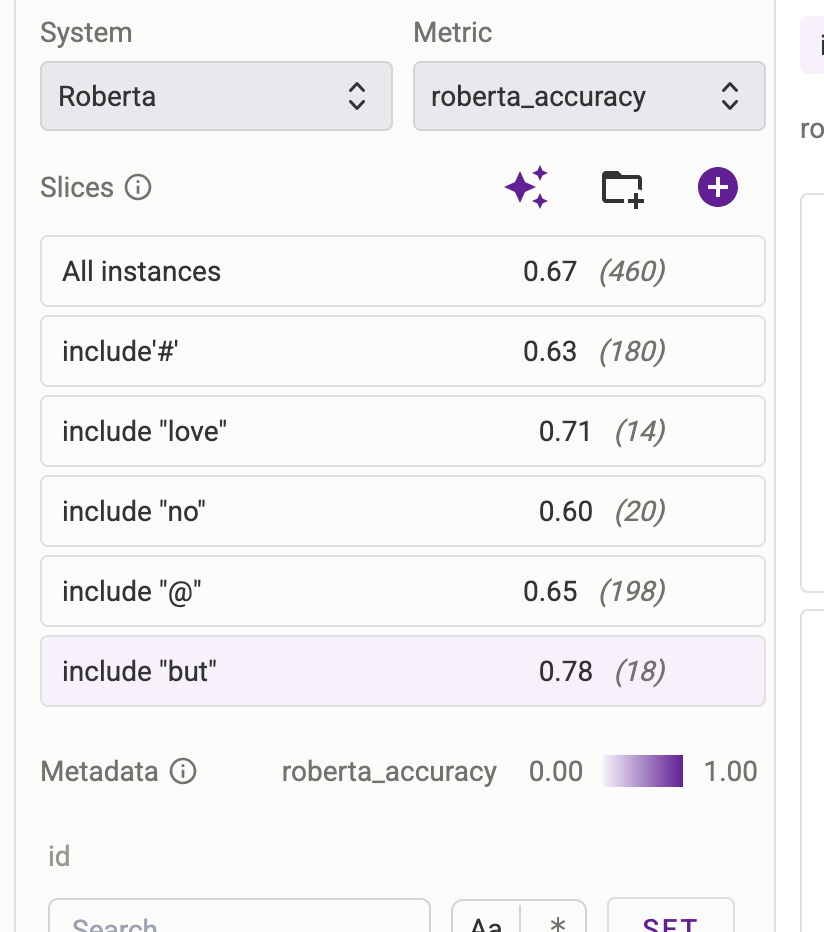 System Metric
Roberta roberta_accuracy
Slices
All instances 0.67 (460)
include'#' 0.63 (180)
include "love" 0.71 (14)
include "no" 0.60 (20)
include "@" 0.65 (198)
include "but" 0.78 (18)
Metadata roberta_accuracy 0.00 1.00
id
Search Aa .* SET